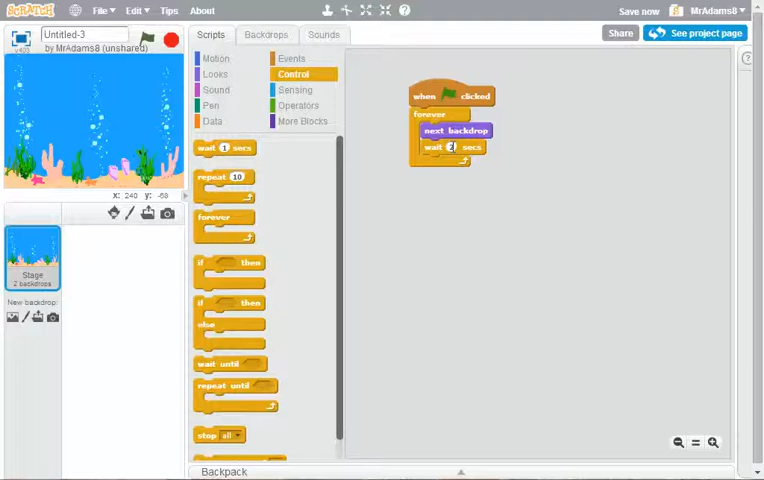 SCRATCH File Edit Tips About Save now MrAdams8
Untitled-3
by MrAdams8 (unshared)
v403
Scripts Backdrops Sounds
Share See project page
Motion Events
Looks Control
Sound Sensing
Pen Operators
Data More Blocks
wait 1 secs
repeat 10
forever
if then
if then
else
wait until
repeat until
stop all
when clicked
forever
next backdrop
wait 2 secs
x: 240 y: -68
Stage
2 backdrops
New backdrop:
Backpack